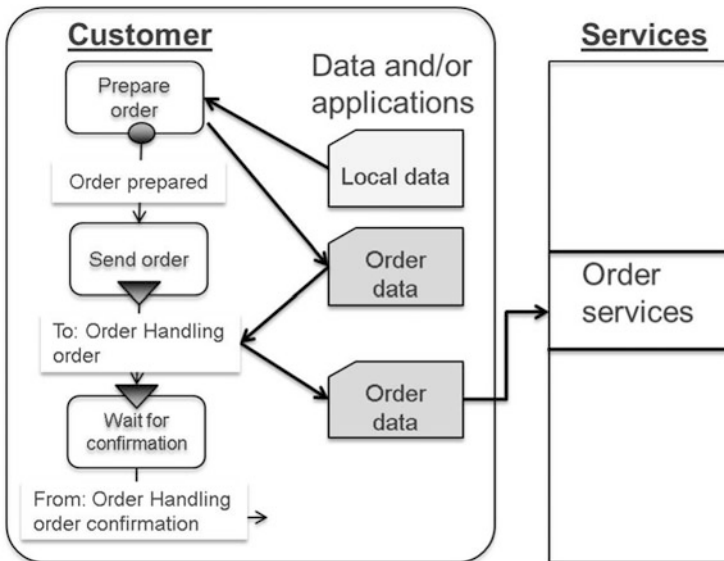 Customer
Prepare
order
Order prepared
Send order
To: Order Handling
order
Wait for
confirmation
From: Order Handling
order confirmation
Data and/or
applications
Local data
Order
data
Order
data
Services
Order
services